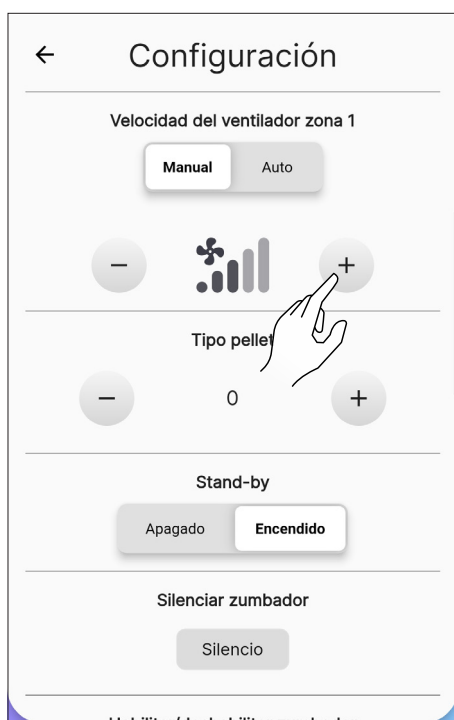 Configuración
Velocidad del ventilador zona 1
Manual Auto
Tipo pellet
0
Stand-by
Apagado Encendido
Silenciar zumbador
Silencio